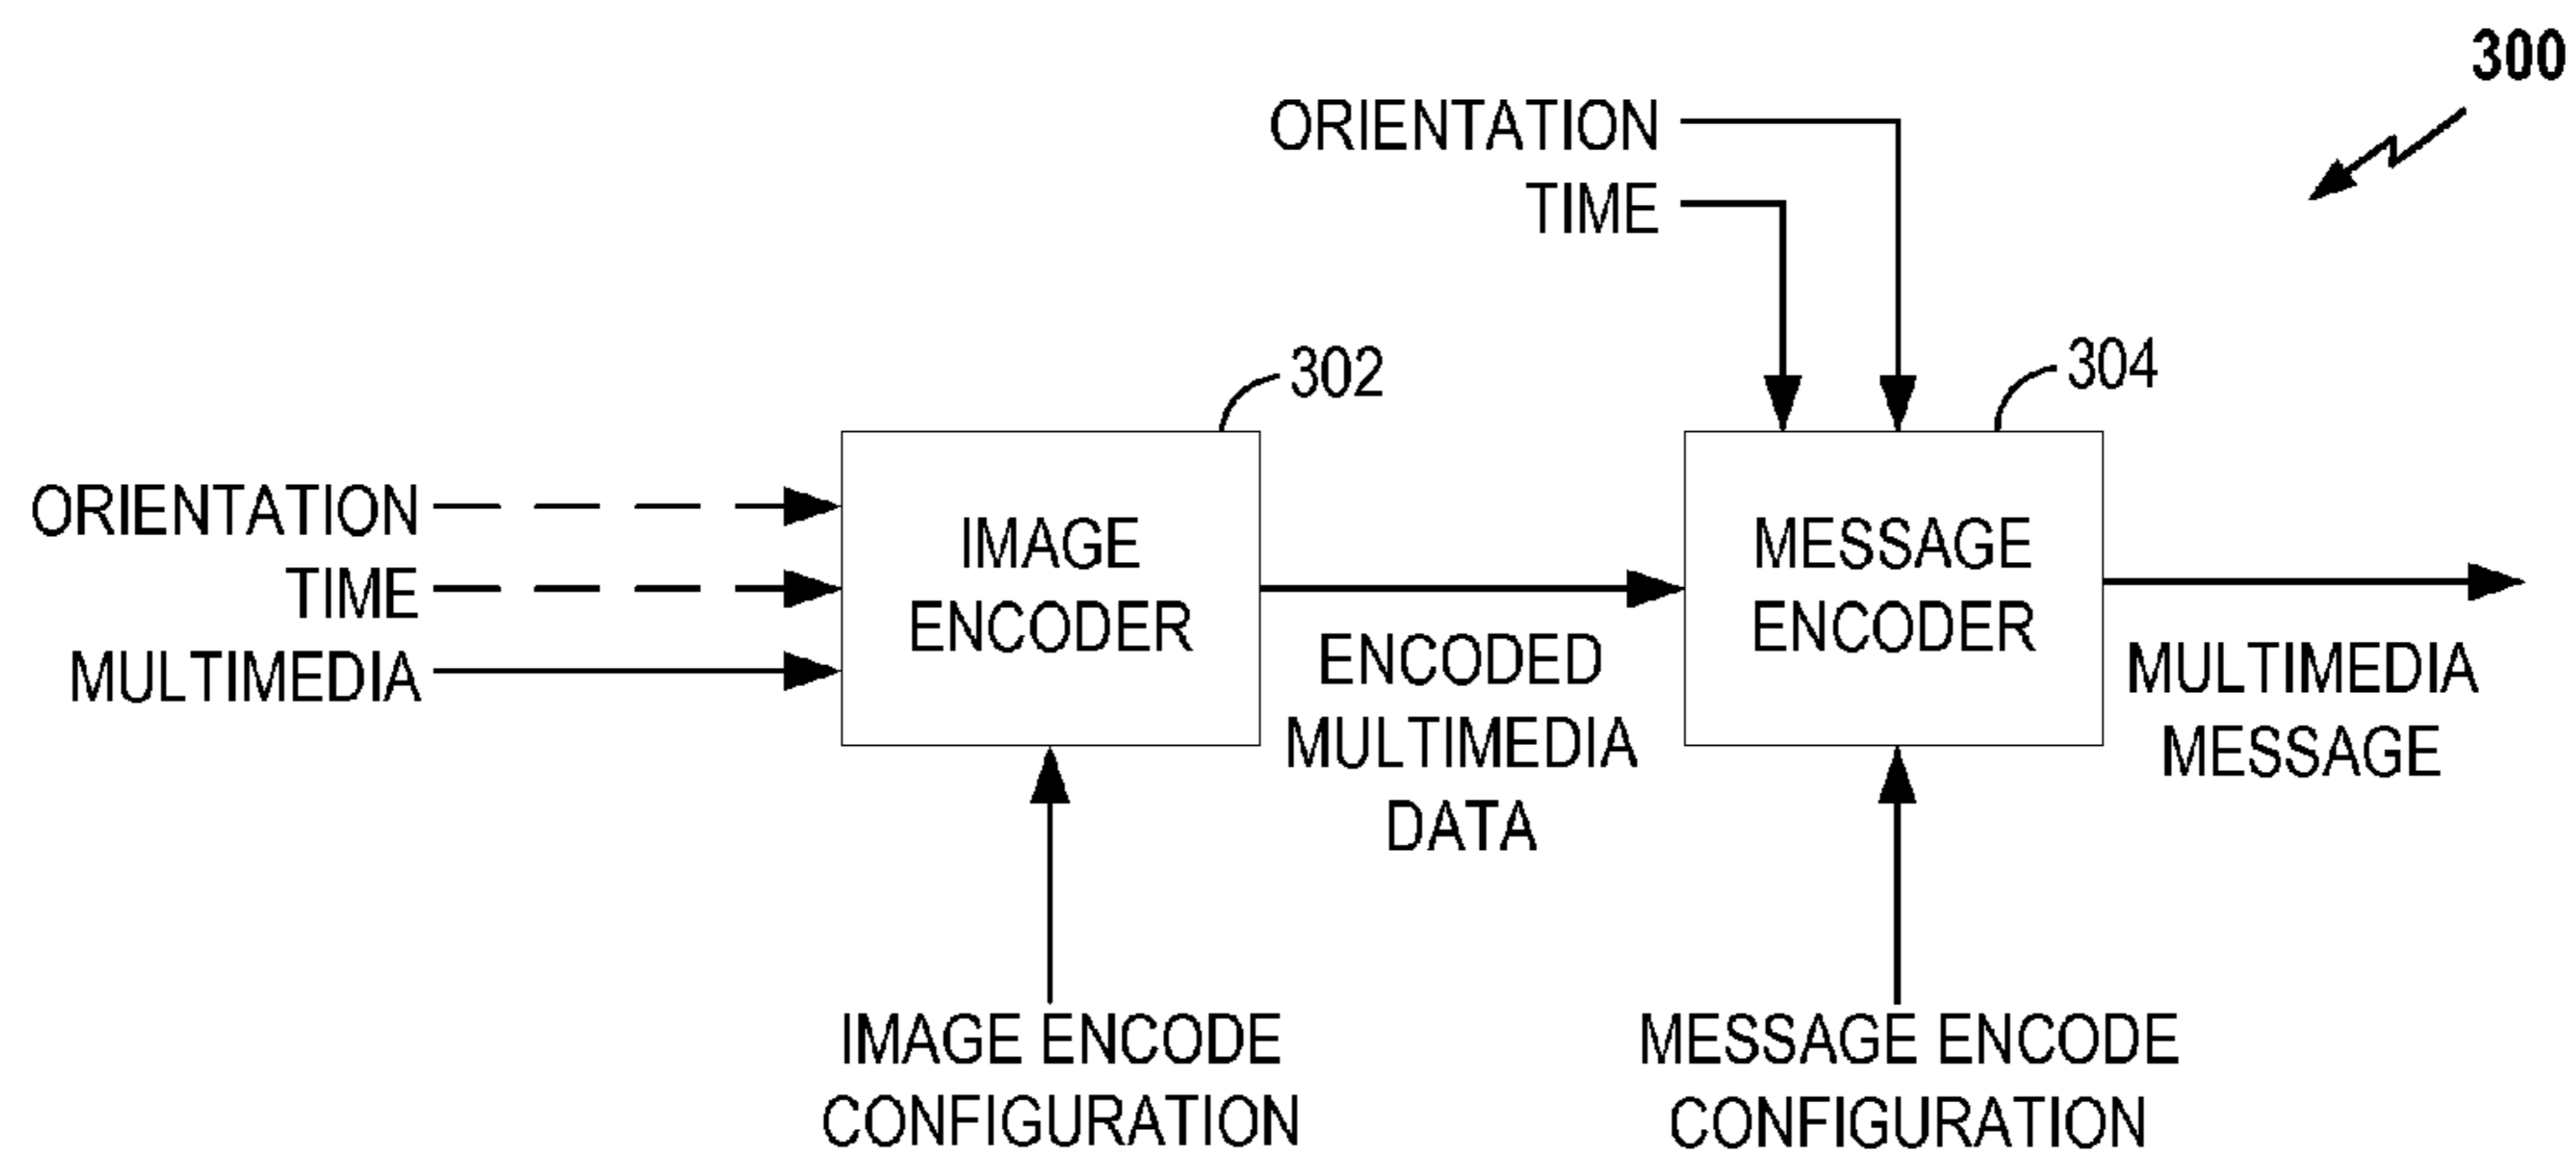 300
ORIENTATION
TIME
302
304
ORIENTATION
TIME
MULTIMEDIA
IMAGE
ENCODER
ENCODED
MULTIMEDIA
DATA
MESSAGE
ENCODER
MULTIMEDIA
MESSAGE
IMAGE ENCODE
CONFIGURATION
MESSAGE ENCODE
CONFIGURATION